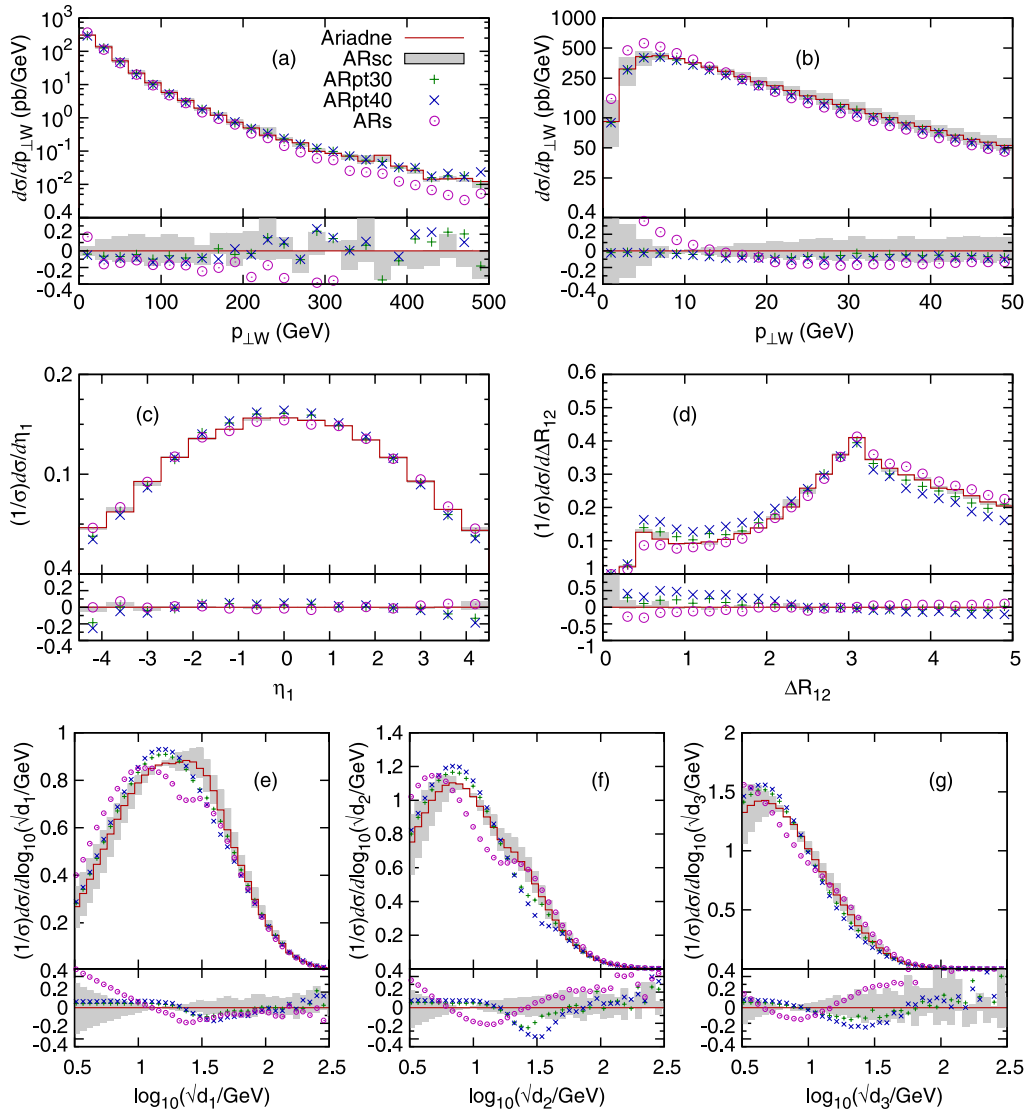 Ariadne
ARsc
ARpt30
ARpt40
ARs
(a)
dσ/dp⊥W (pb/GeV)
10³
10²
10¹
10⁰
10⁻¹
10⁻²
0.4
0.2
0
-0.2
-0.4
0 100 200 300 400 500
p⊥W (GeV)
(b)
dσ/dp⊥W (pb/GeV)
1000
500
250
100
50
25
0.4
0.2
0
-0.2
-0.4
0 10 20 30 40 50
p⊥W (GeV)
(c)
(1/σ)dσ/dη₁
0.2
0.1
0.4
0.2
0
-0.2
-0.4
-4 -3 -2 -1 0 1 2 3 4
η₁
(d)
(1/σ)dσ/dΔR₁₂
0.6
0.5
0.4
0.3
0.2
0.1
1
0.5
0
-0.5
-1
0 1 2 3 4 5
ΔR₁₂
(e)
(1/σ)dσ/dlog₁₀(√d₁/GeV)
1
0.8
0.6
0.4
0.2
0.4
0.2
0
-0.2
-0.4
0.5 1 1.5 2 2.5
log₁₀(√d₁/GeV)
(f)
(1/σ)dσ/dlog₁₀(√d₂/GeV)
1.4
1.2
1
0.8
0.6
0.4
0.2
0.4
0.2
0
-0.2
-0.4
0.5 1 1.5 2 2.5
log₁₀(√d₂/GeV)
(g)
(1/σ)dσ/dlog₁₀(√d₃/GeV)
2
1.5
1
0.5
0.4
0.2
0
-0.2
-0.4
0.5 1 1.5 2 2.5
log₁₀(√d₃/GeV)